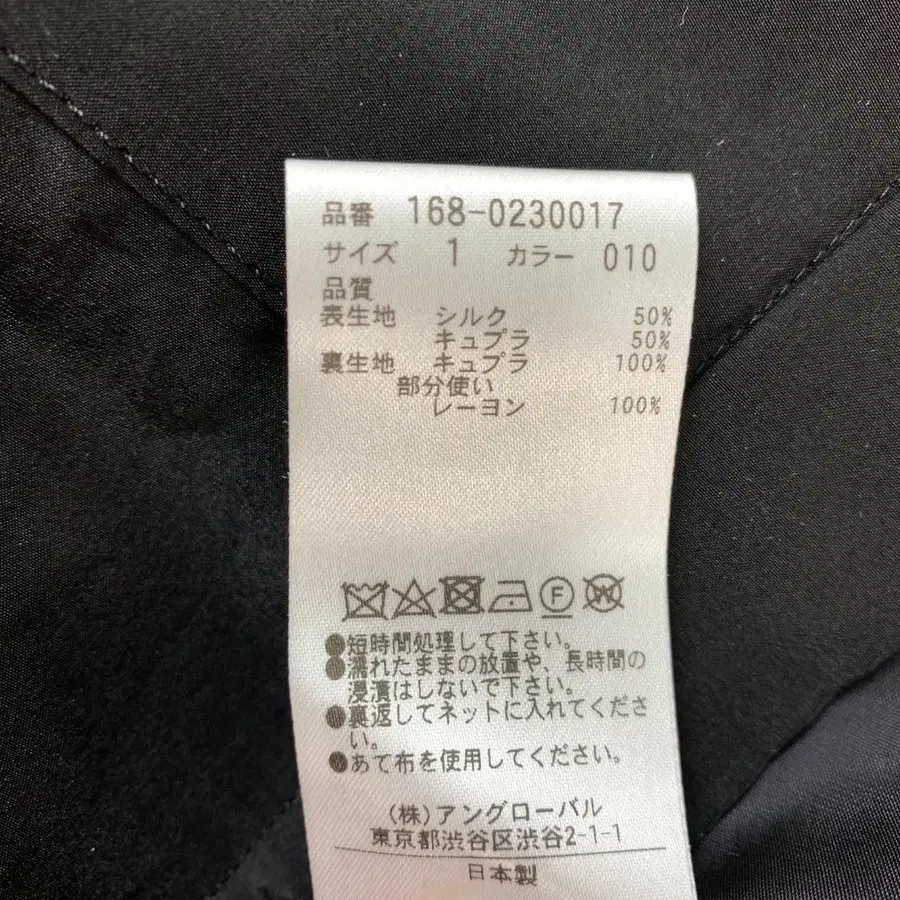 品番 168-0230017
サイズ 1 カラー 010
品質
表生地 シルク 50%
キュプラ 50%
裏生地 キュプラ 100%
部分使い
レーヨン 100%
F W
●短時間処理して下さい。
●濡れたままの放置や、長時間の
浸漬はしないで下さい。
●裏返してネットに入れてくださ
い。
●あて布を使用してください。
(株)アングローバル
東京都渋谷区渋谷2-1-1
日本製